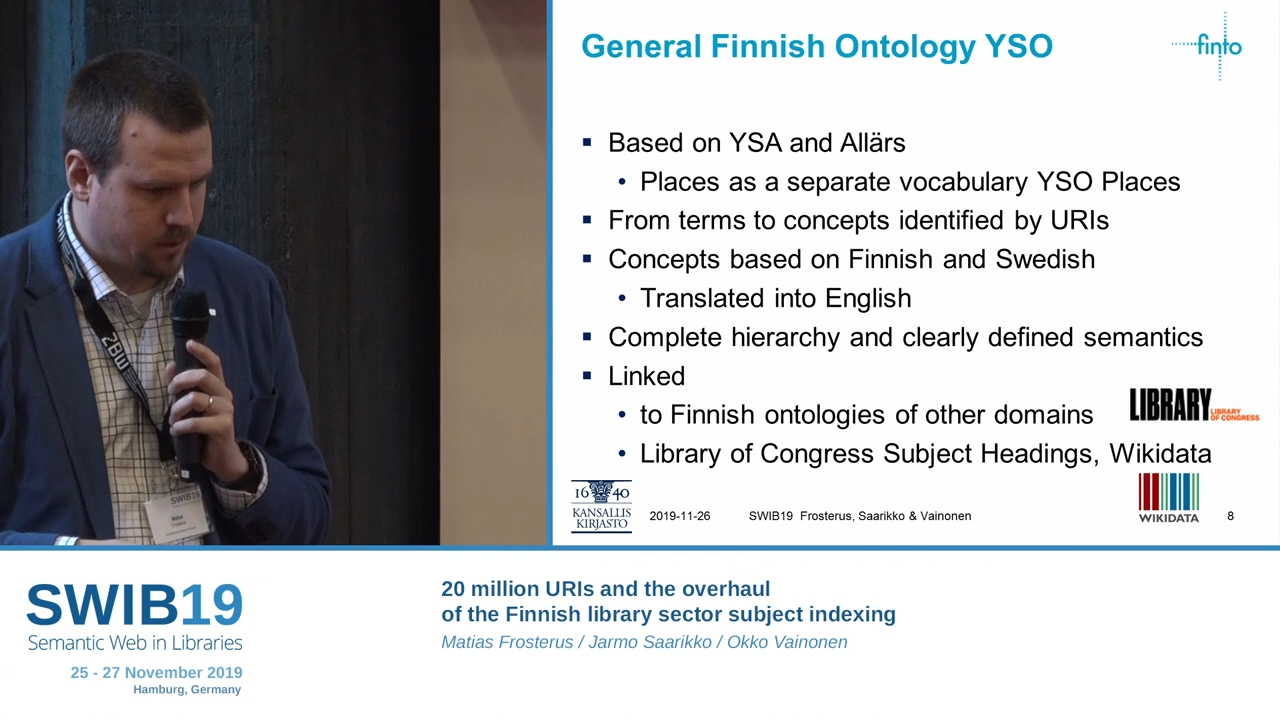 General Finnish Ontology YSO
finto
Based on YSA and Allärs
Places as a separate vocabulary YSO Places
From terms to concepts identified by URIs
Concepts based on Finnish and Swedish
Translated into English
Complete hierarchy and clearly defined semantics
Linked
to Finnish ontologies of other domains
LIBRARY
LIBRARY
OF CONGRESS
Library of Congress Subject Headings, Wikidata
1640
KANSALLIS
KIRJASTO
2019-11-26
SWIB19 Frosterus, Saarikko & Vainonen
WIKIDATA
8
ZBW
SWIB19
Matias
SWIB19
Semantic Web in Libraries
25 - 27 November 2019
Hamburg, Germany
20 million URIs and the overhaul
of the Finnish library sector subject indexing
Matias Frosterus / Jarmo Saarikko / Okko Vainonen